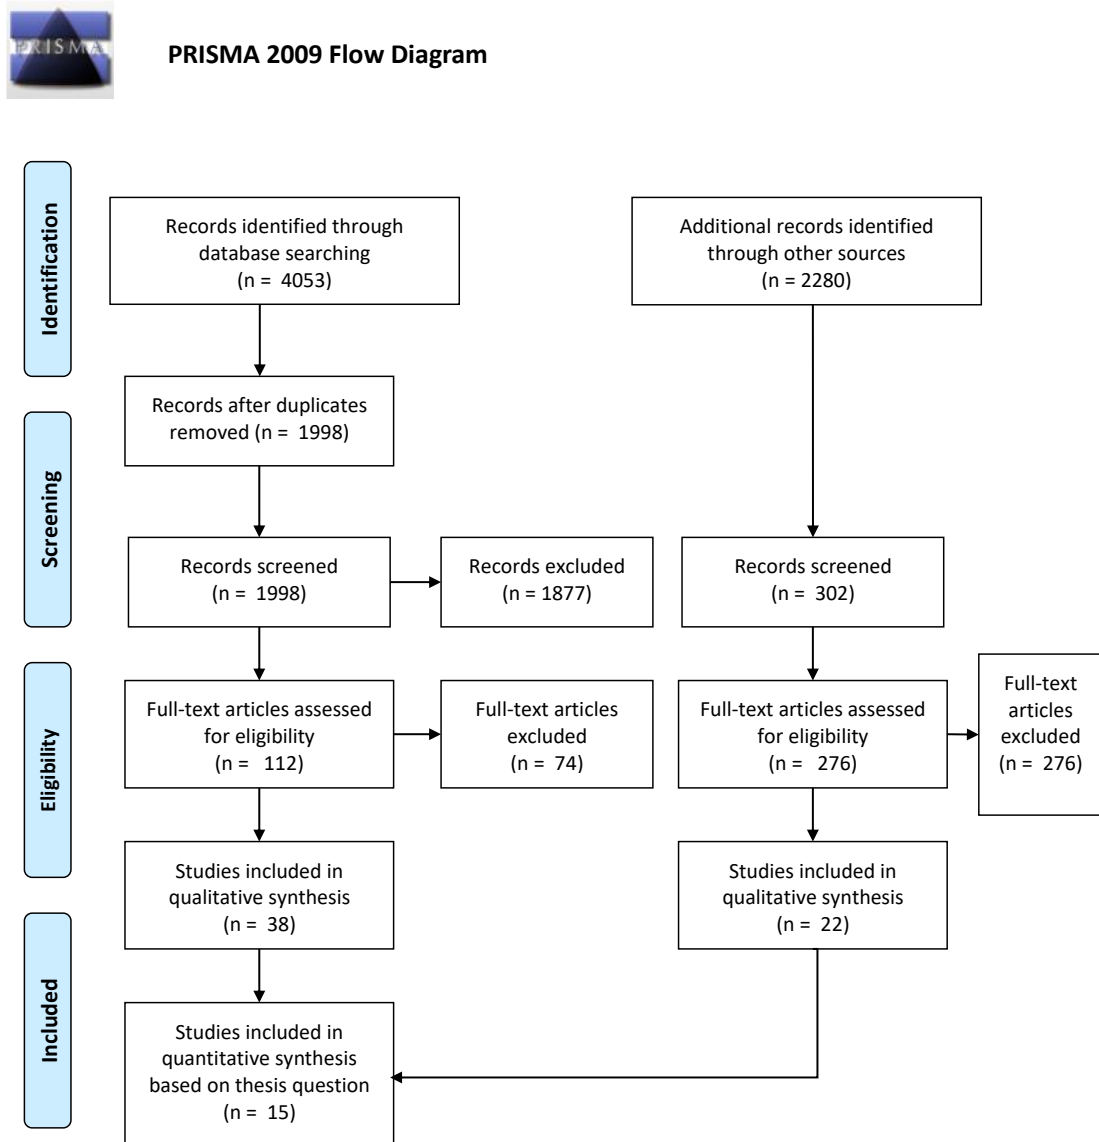 PRISMA
PRISMA 2009 Flow Diagram
Identification
Records identified through
database searching
(n = 4053)
Additional records identified
through other sources
(n = 2280)
Records after duplicates
removed (n = 1998)
Screening
Records screened
(n = 1998)
Records excluded
(n = 1877)
Records screened
(n = 302)
Eligibility
Full-text articles assessed
for eligibility
(n = 112)
Full-text articles
excluded
(n = 74)
Full-text articles assessed
for eligibility
(n = 276)
Full-text
articles
excluded
(n = 276)
Studies included in
qualitative synthesis
(n = 38)
Studies included in
qualitative synthesis
(n = 22)
Included
Studies included in
quantitative synthesis
based on thesis question
(n = 15)